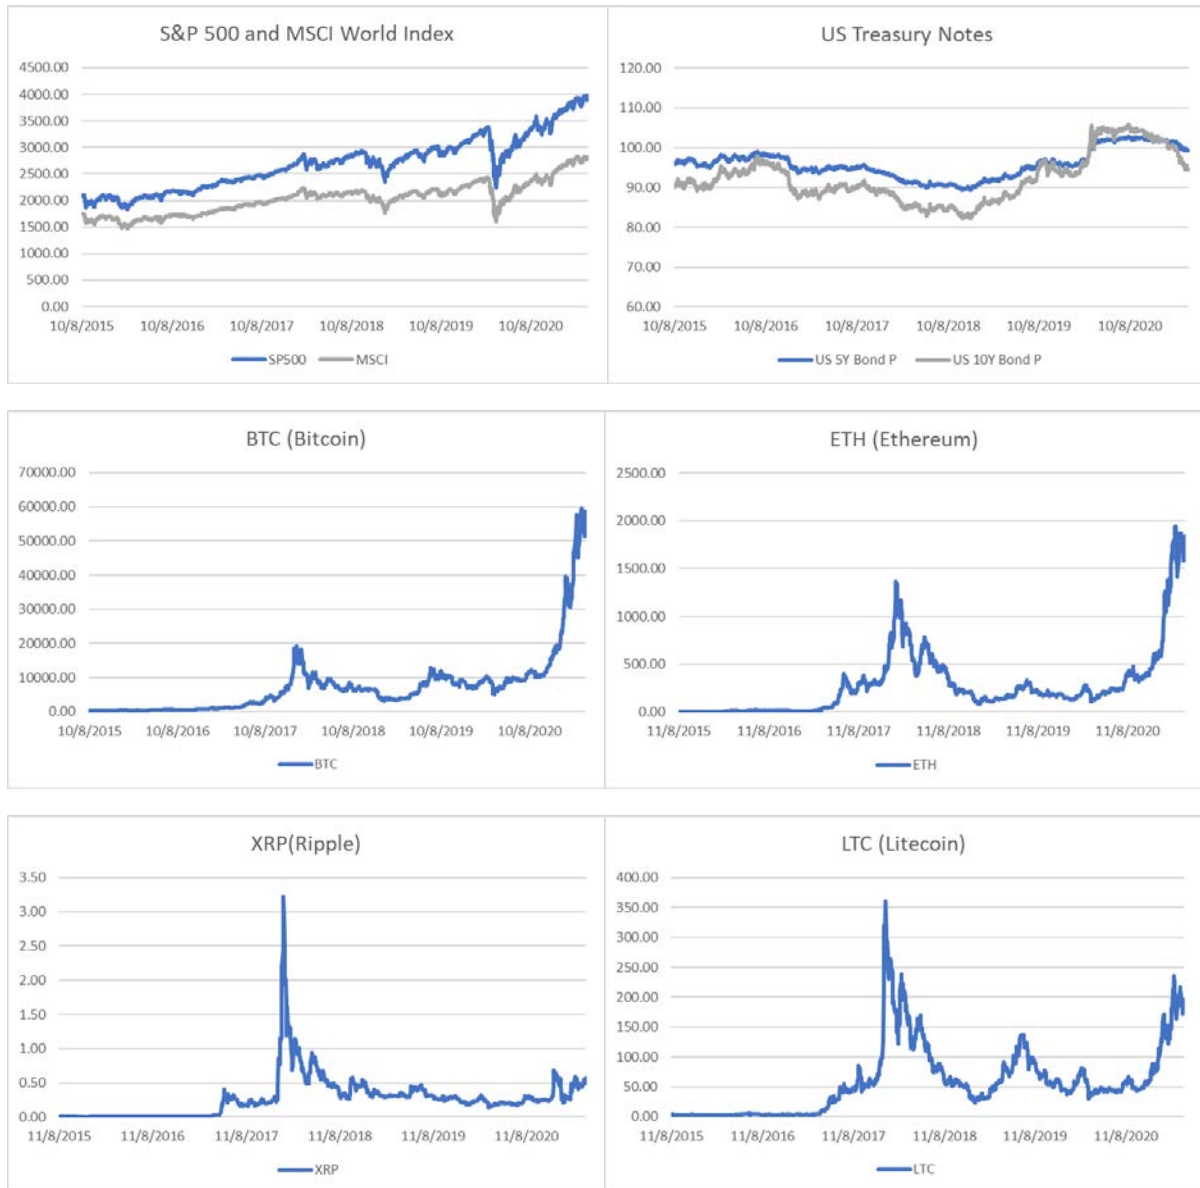 S&P 500 and MSCI World Index
4500.00
4000.00
3500.00
3000.00
2500.00
2000.00
1500.00
1000.00
500.00
0.00
10/8/2015 10/8/2016 10/8/2017 10/8/2018 10/8/2019 10/8/2020
SP500 MSCI
US Treasury Notes
120.00
110.00
100.00
90.00
80.00
70.00
60.00
10/8/2015 10/8/2016 10/8/2017 10/8/2018 10/8/2019 10/8/2020
US 5Y Bond P US 10Y Bond P
BTC (Bitcoin)
70000.00
60000.00
50000.00
40000.00
30000.00
20000.00
10000.00
0.00
10/8/2015 10/8/2016 10/8/2017 10/8/2018 10/8/2019 10/8/2020
BTC
ETH (Ethereum)
2500.00
2000.00
1500.00
1000.00
500.00
0.00
11/8/2015 11/8/2016 11/8/2017 11/8/2018 11/8/2019 11/8/2020
ETH
XRP(Ripple)
3.50
3.00
2.50
2.00
1.50
1.00
0.50
0.00
11/8/2015 11/8/2016 11/8/2017 11/8/2018 11/8/2019 11/8/2020
XRP
LTC (Litecoin)
400.00
350.00
300.00
250.00
200.00
150.00
100.00
50.00
0.00
11/8/2015 11/8/2016 11/8/2017 11/8/2018 11/8/2019 11/8/2020
LTC